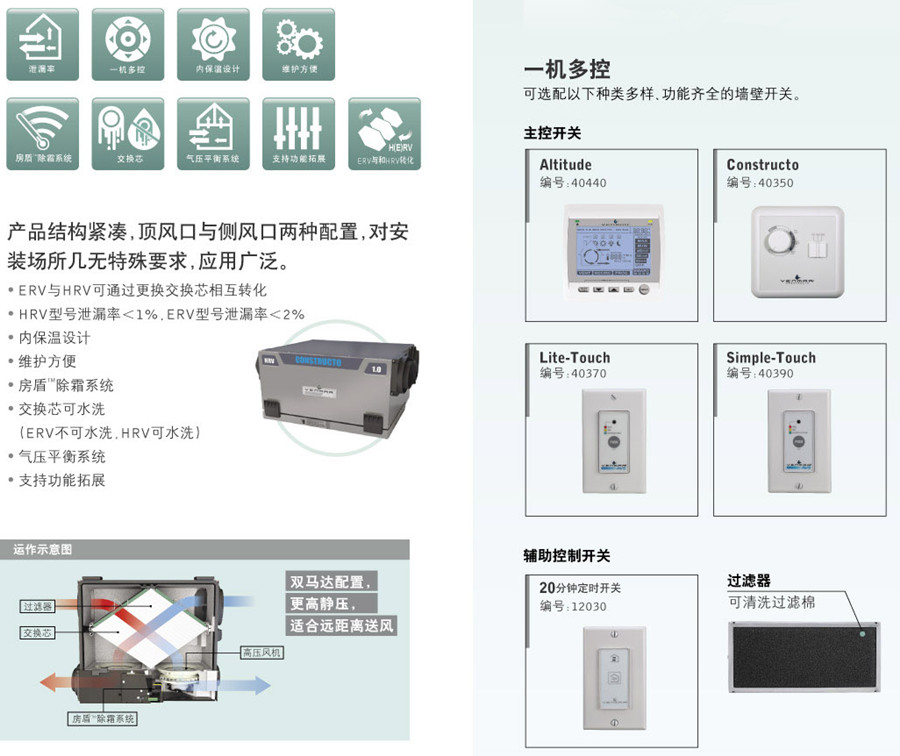 泄漏率
一机多控
内保温设计
维护方便
房盾™除霜系统
交换芯
气压平衡系统
支持功能拓展
H(E)RV
ERV与和HRV转化
产品结构紧凑，顶风口与侧风口两种配置，对安
装场所几无特殊要求，应用广泛。
• ERV与HRV可通过更换交换芯相互转化
• HRV型号泄漏率＜1%，ERV型号泄漏率＜2%
• 内保温设计
• 维护方便
• 房盾™除霜系统
• 交换芯可水洗
（ERV不可水洗，HRV可水洗）
• 气压平衡系统
• 支持功能拓展
HRV
CONSTRUCTO
1.0
VENMAR
运作示意图
过滤器
交换芯
房盾™除霜系统
高压风机
双马达配置，
更高静压，
适合远距离送风
一机多控
可选配以下种类多样、功能齐全的墙壁开关。
主控开关
Altitude
编号：40440
Constructo
编号：40350
VENMAR
Lite-Touch
编号：40370
Simple-Touch
编号：40390
辅助控制开关
20分钟定时开关
编号：12030
过滤器
可清洗过滤棉